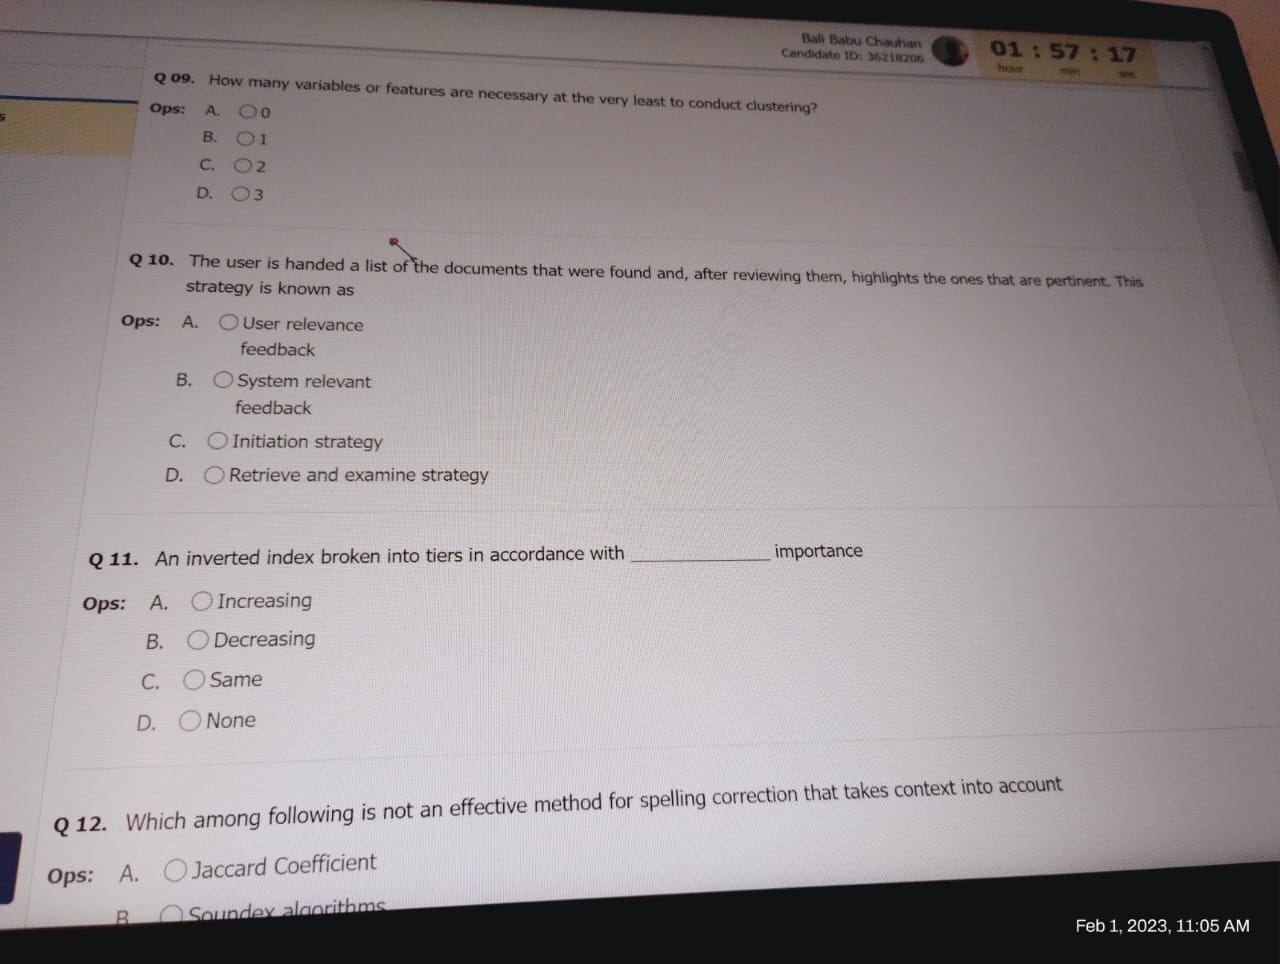 Bali Babu Chauhan
Candidate ID: 36218206
01 : 57 : 17
hour min sec
s
Q 09. How many variables or features are necessary at the very least to conduct clustering?
Ops: A. 0
B. 1
C. 2
D. 3
Q 10. The user is handed a list of the documents that were found and, after reviewing them, highlights the ones that are pertinent. This
strategy is known as
Ops: A. User relevance
feedback
B. System relevant
feedback
C. Initiation strategy
D. Retrieve and examine strategy
Q 11. An inverted index broken into tiers in accordance with ______________ importance
Ops: A. Increasing
B. Decreasing
C. Same
D. None
Q 12. Which among following is not an effective method for spelling correction that takes context into account
Ops: A. Jaccard Coefficient
B. Soundex algorithms
Feb 1, 2023, 11:05 AM